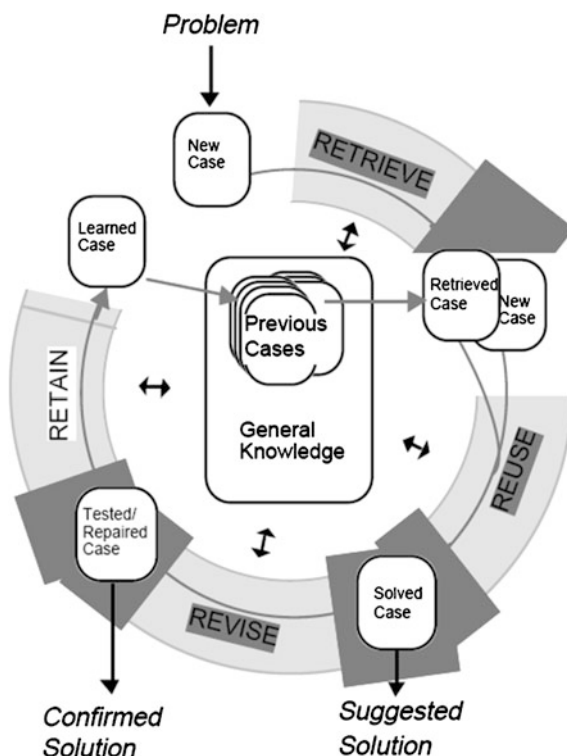 Problem
New
Case
RETRIEVE
Learned
Case
Retrieved
Case
New
Case
Previous
Cases
General
Knowledge
RETAIN
REUSE
Tested/
Repaired
Case
Solved
Case
REVISE
Confirmed
Solution
Suggested
Solution